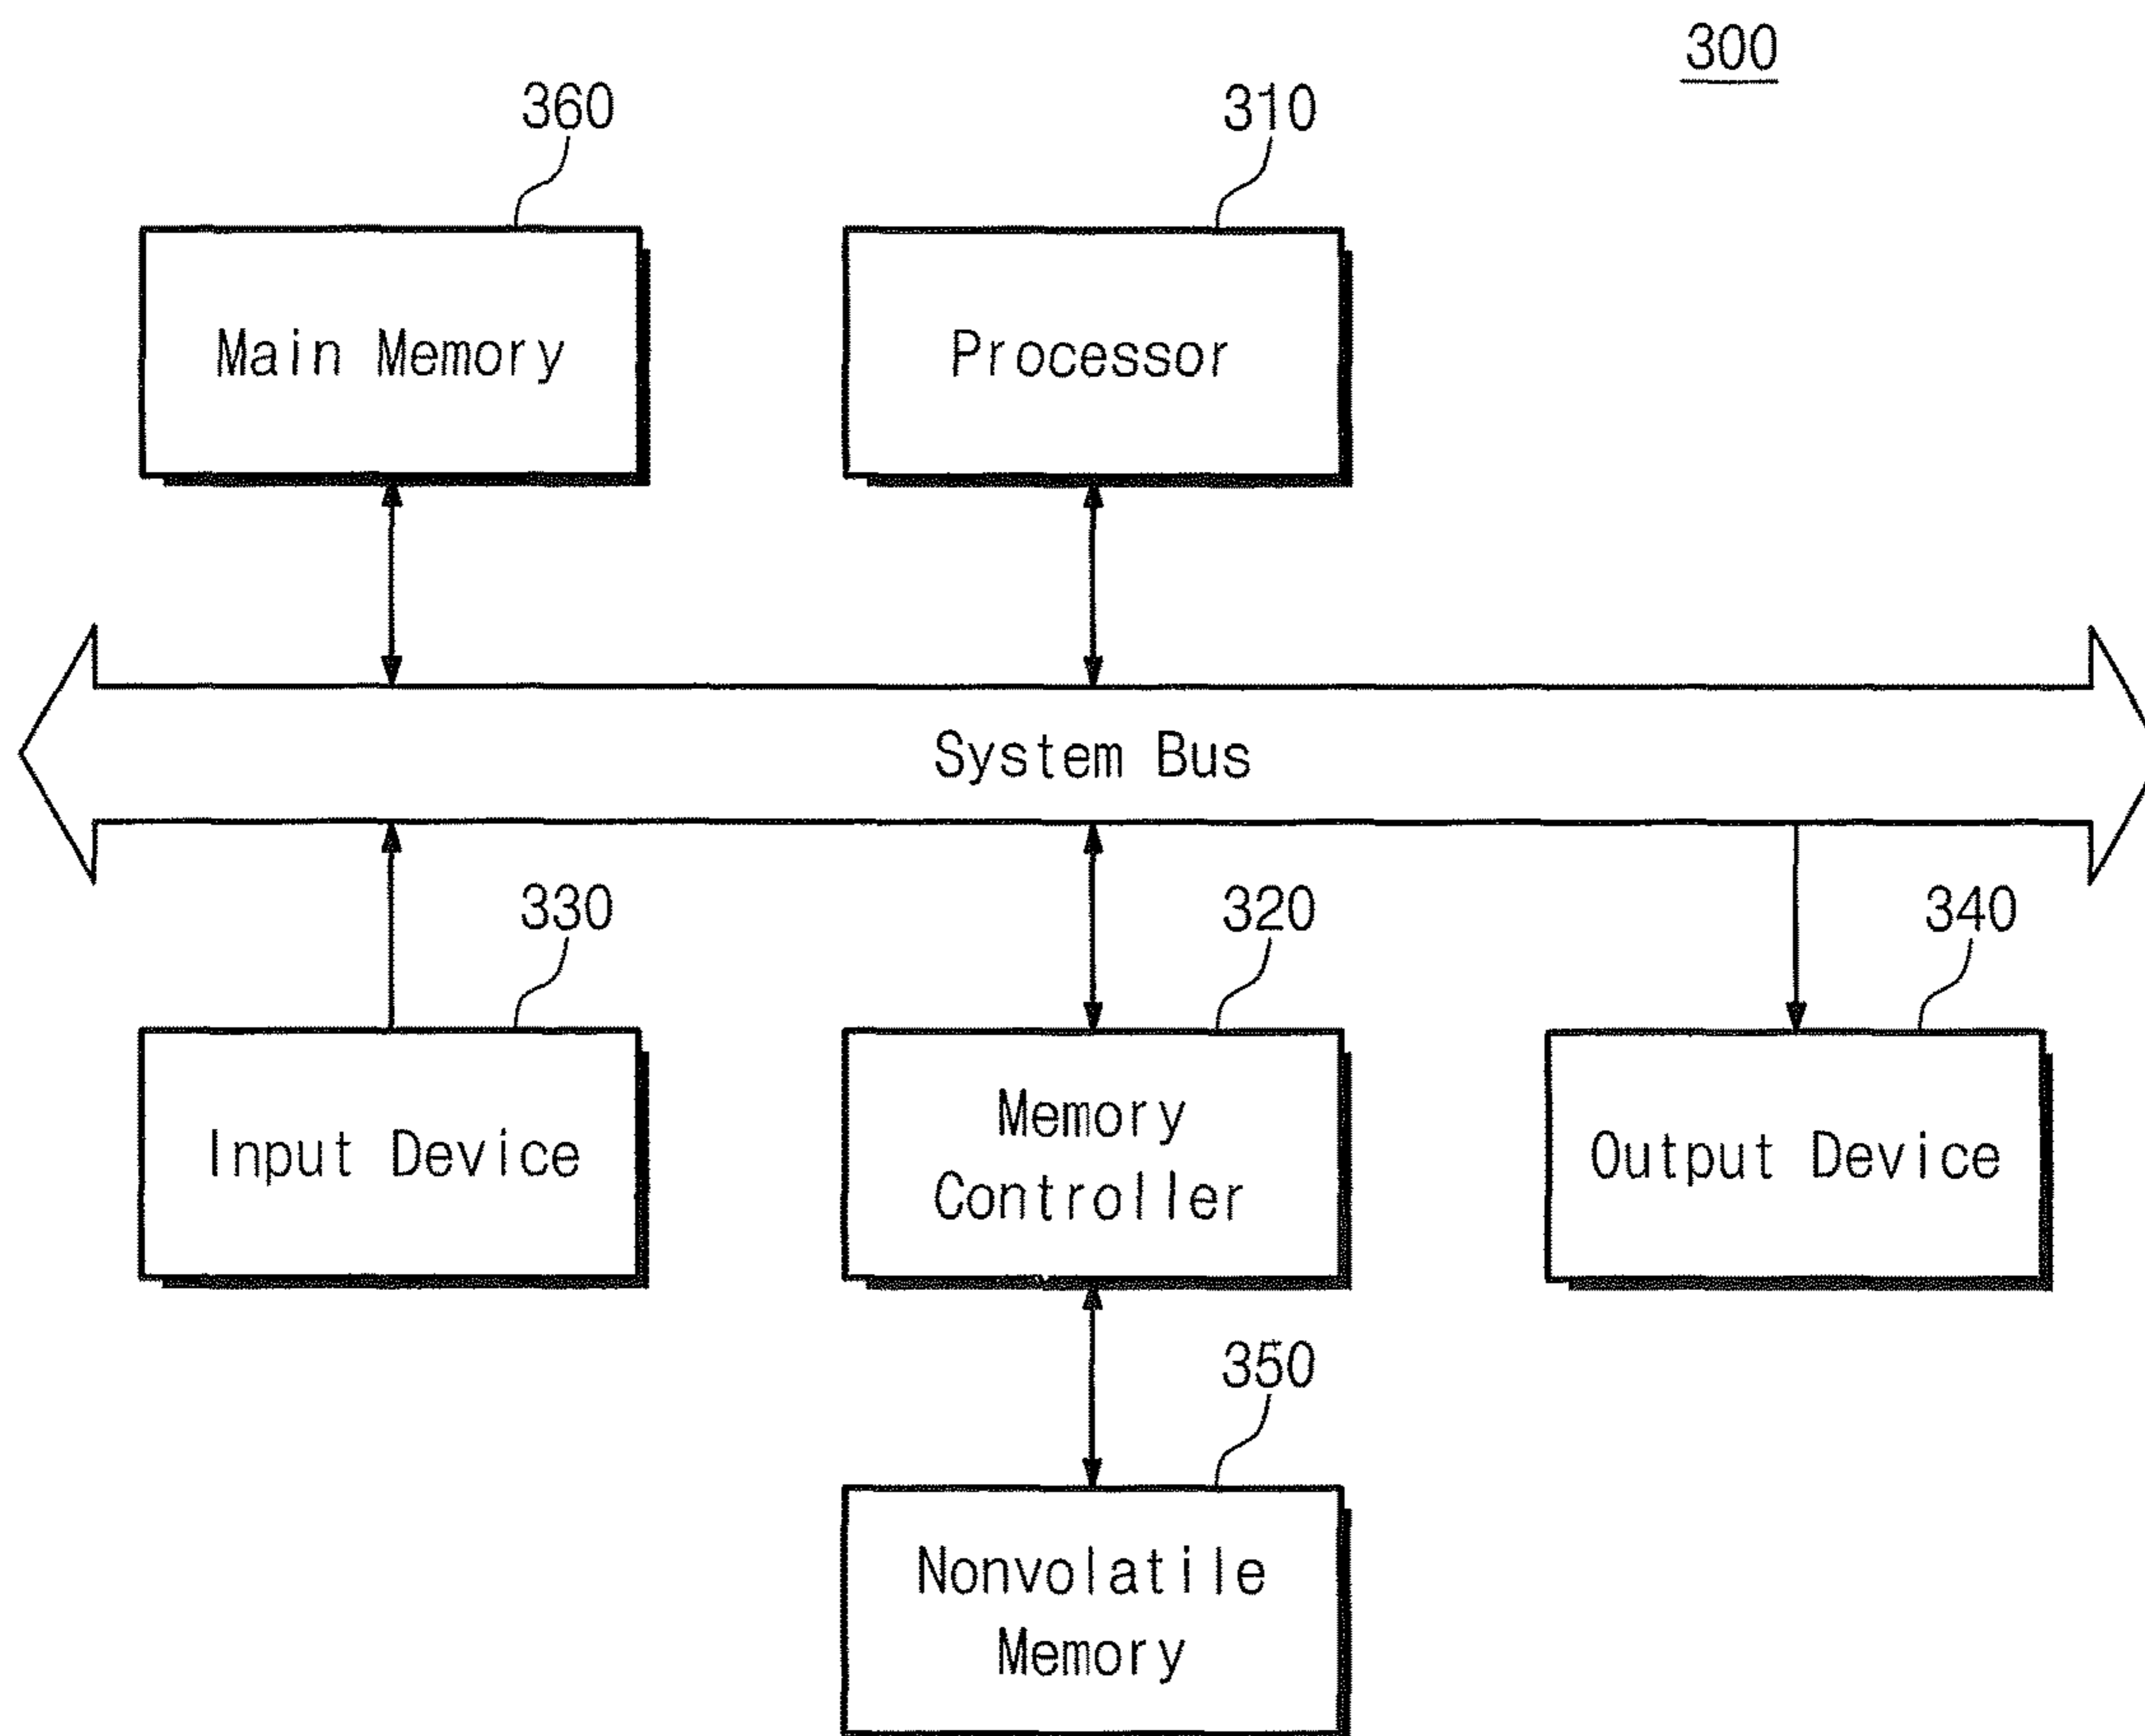 300
360
310
Main Memory
Processor
System Bus
330
320
340
Input Device
Memory
Controller
Output Device
350
Nonvolatile
Memory